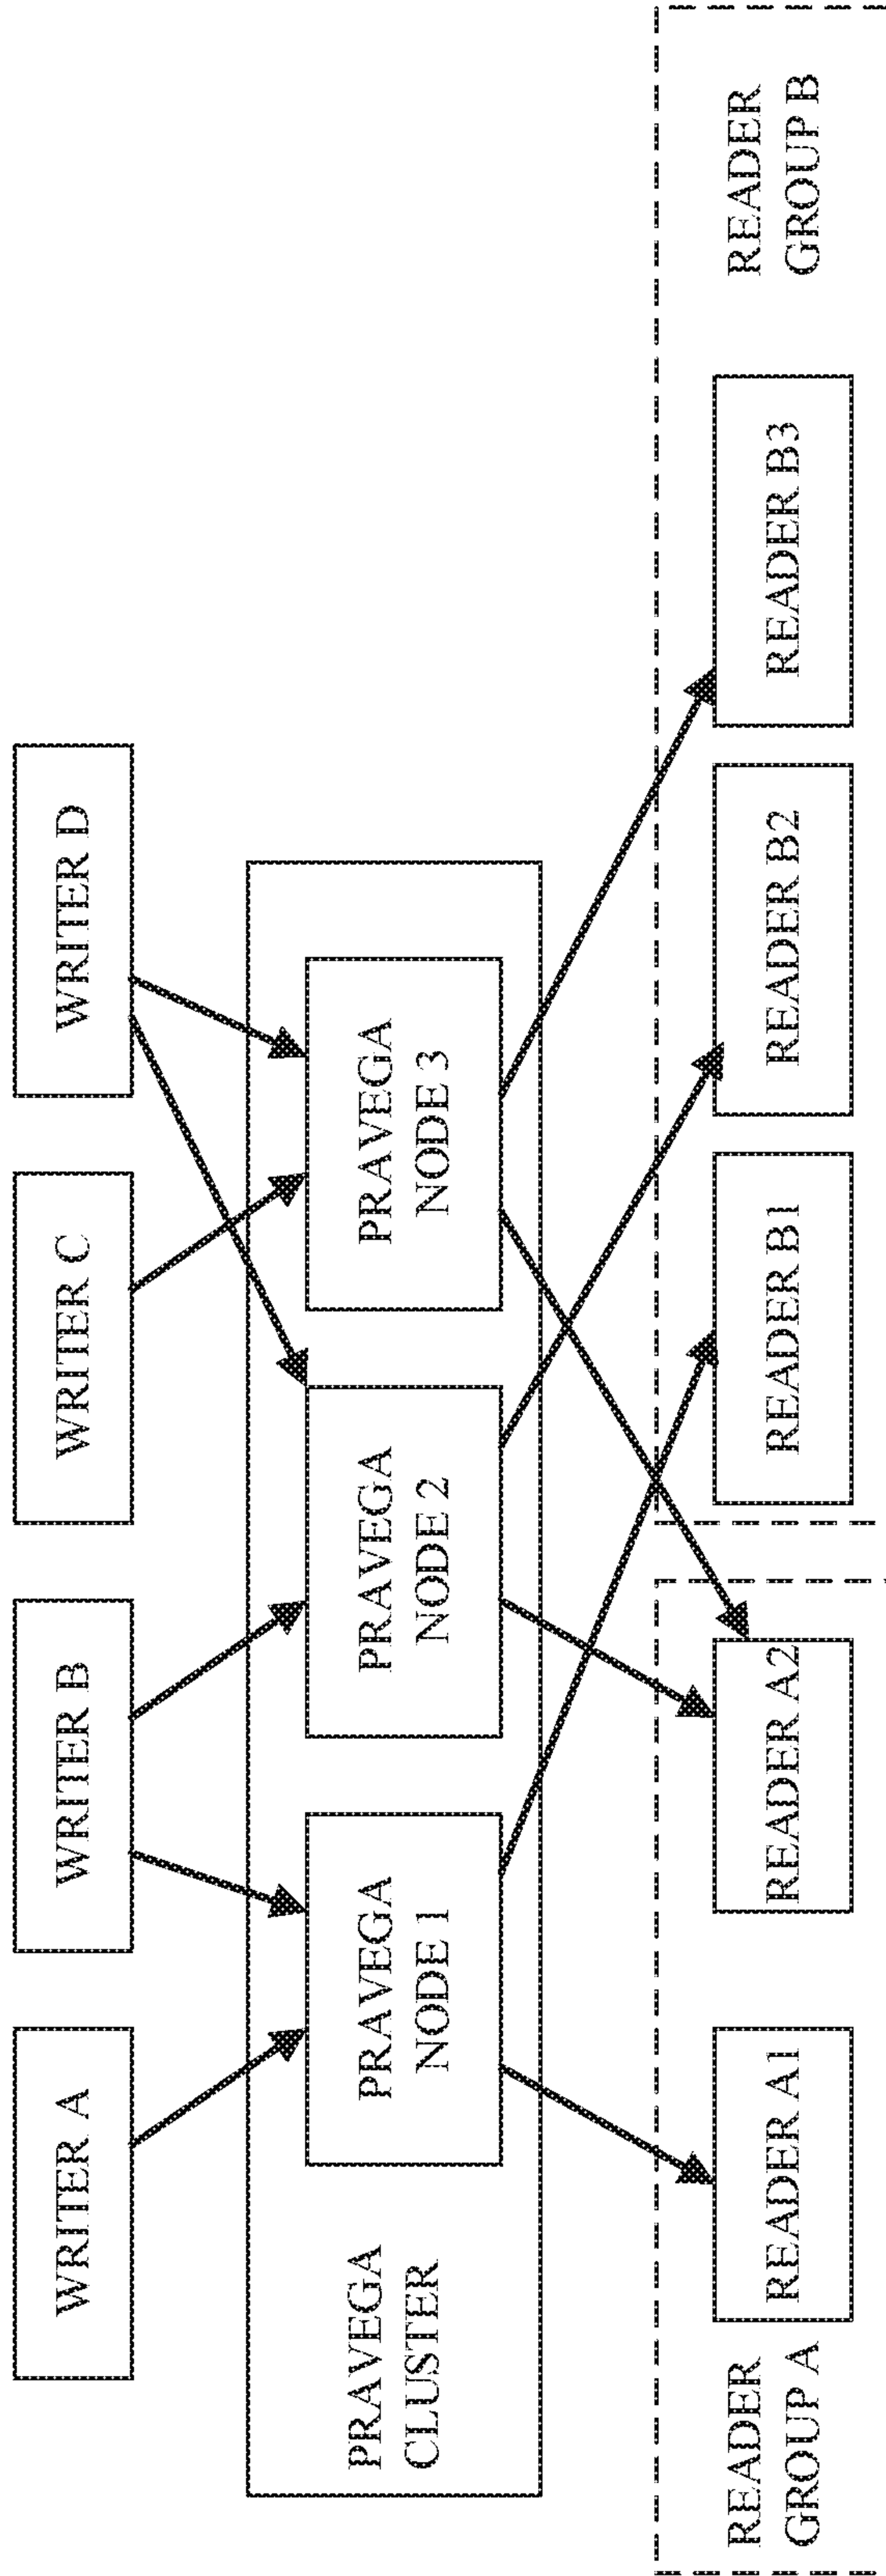 WRITER A
WRITER B
WRITER C
WRITER D
PRAVEGA
CLUSTER
PRAVEGA
NODE 1
PRAVEGA
NODE 2
PRAVEGA
NODE 3
READER
GROUP A
READER A1
READER A2
READER B1
READER B2
READER B3
READER
GROUP B